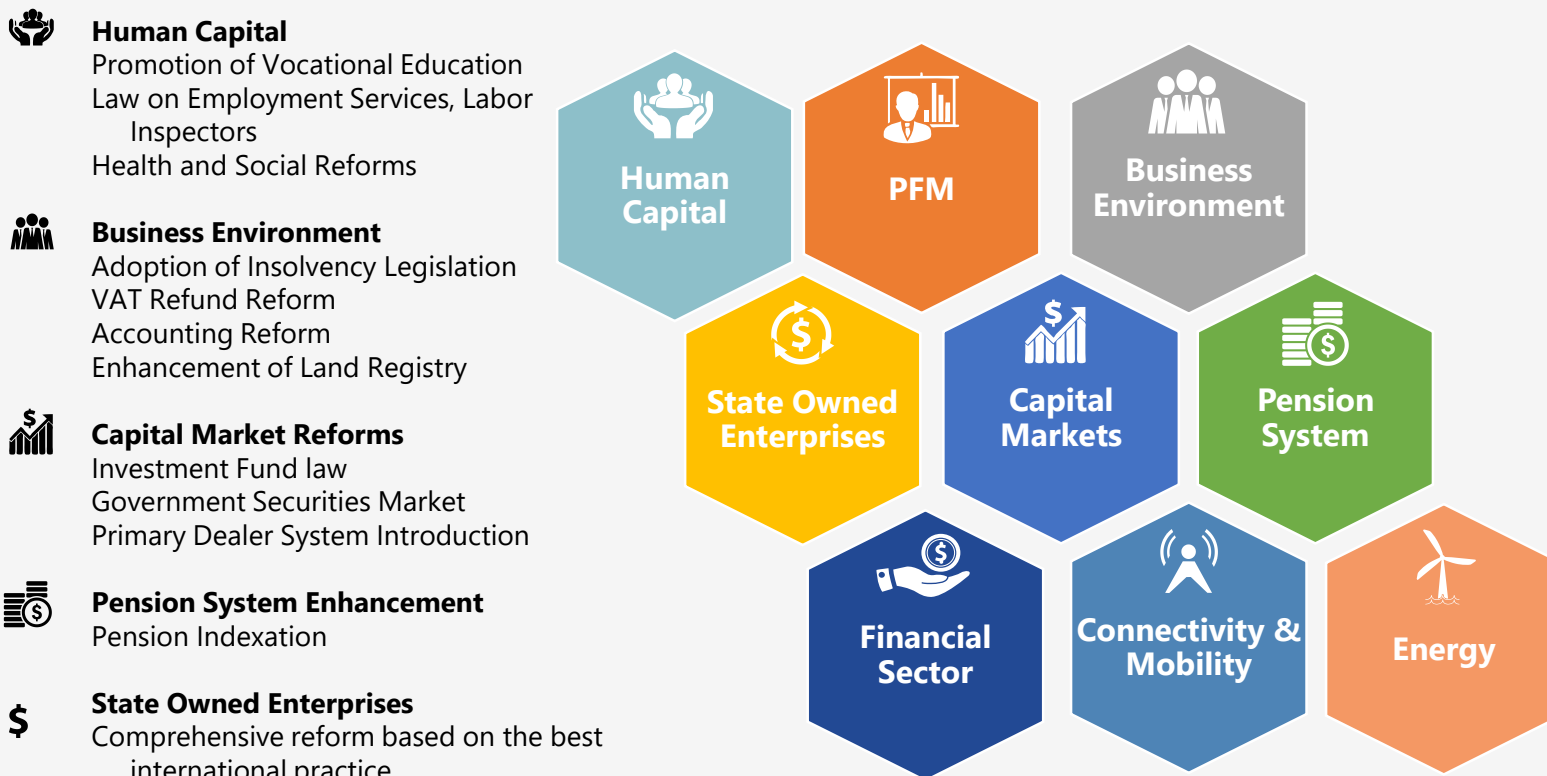 Human Capital
Promotion of Vocational Education
Law on Employment Services, Labor
Inspectors
Health and Social Reforms
Business Environment
Adoption of Insolvency Legislation
VAT Refund Reform
Accounting Reform
Enhancement of Land Registry
Capital Market Reforms
Investment Fund law
Government Securities Market
Primary Dealer System Introduction
Pension System Enhancement
Pension Indexation
$
State Owned Enterprises
Comprehensive reform based on the best
international practice
Human
Capital
PFM
Business
Environment
State Owned
Enterprises
Capital
Markets
Pension
System
Financial
Sector
Connectivity &
Mobility
Energy